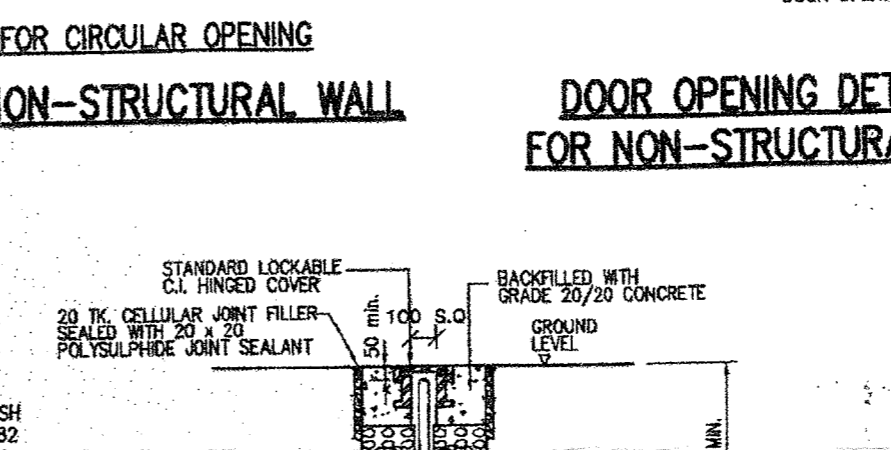 FOR CIRCULAR OPENING
NON-STRUCTURAL WALL
DOOR OPENING DET
FOR NON-STRUCTURA
STANDARD LOCKABLE
C.I. HINGED COVER
20 TK. CELLULAR JOINT FILLER
SEALED WITH 20 x 20
POLYSULPHIDE JOINT SEALANT
50 min.
100 S.Q
BACKFILLED WITH
GRADE 20/20 CONCRETE
GROUND
LEVEL
SH
32
MIN.